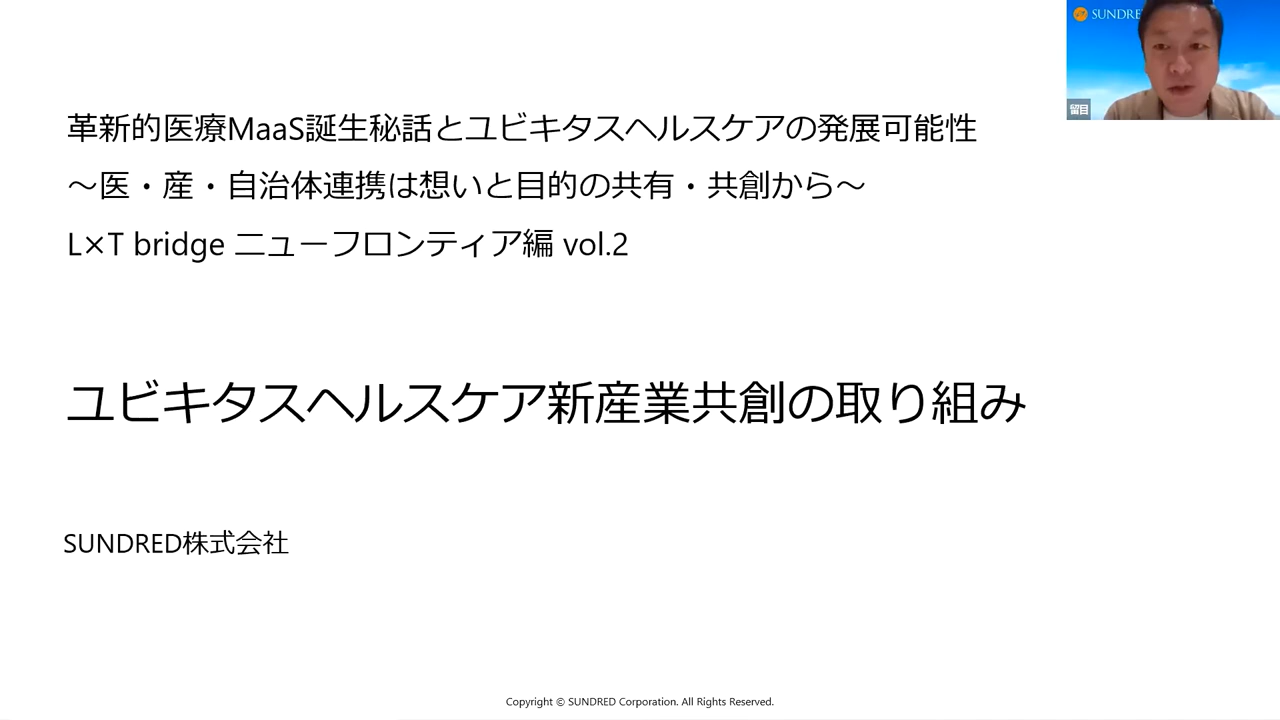 革新的医療MaaS誕生秘話とユビキタスヘルスケアの発展可能性
～医・産・自治体連携は想いと目的の共有・共創から～
L×T bridge ニューフロンティア編 vol.2
ユビキタスヘルスケア新産業共創の取り組み
SUNDRED株式会社
Copyright © SUNDRED Corporation. All Rights Reserved.
SUNDRE
留目